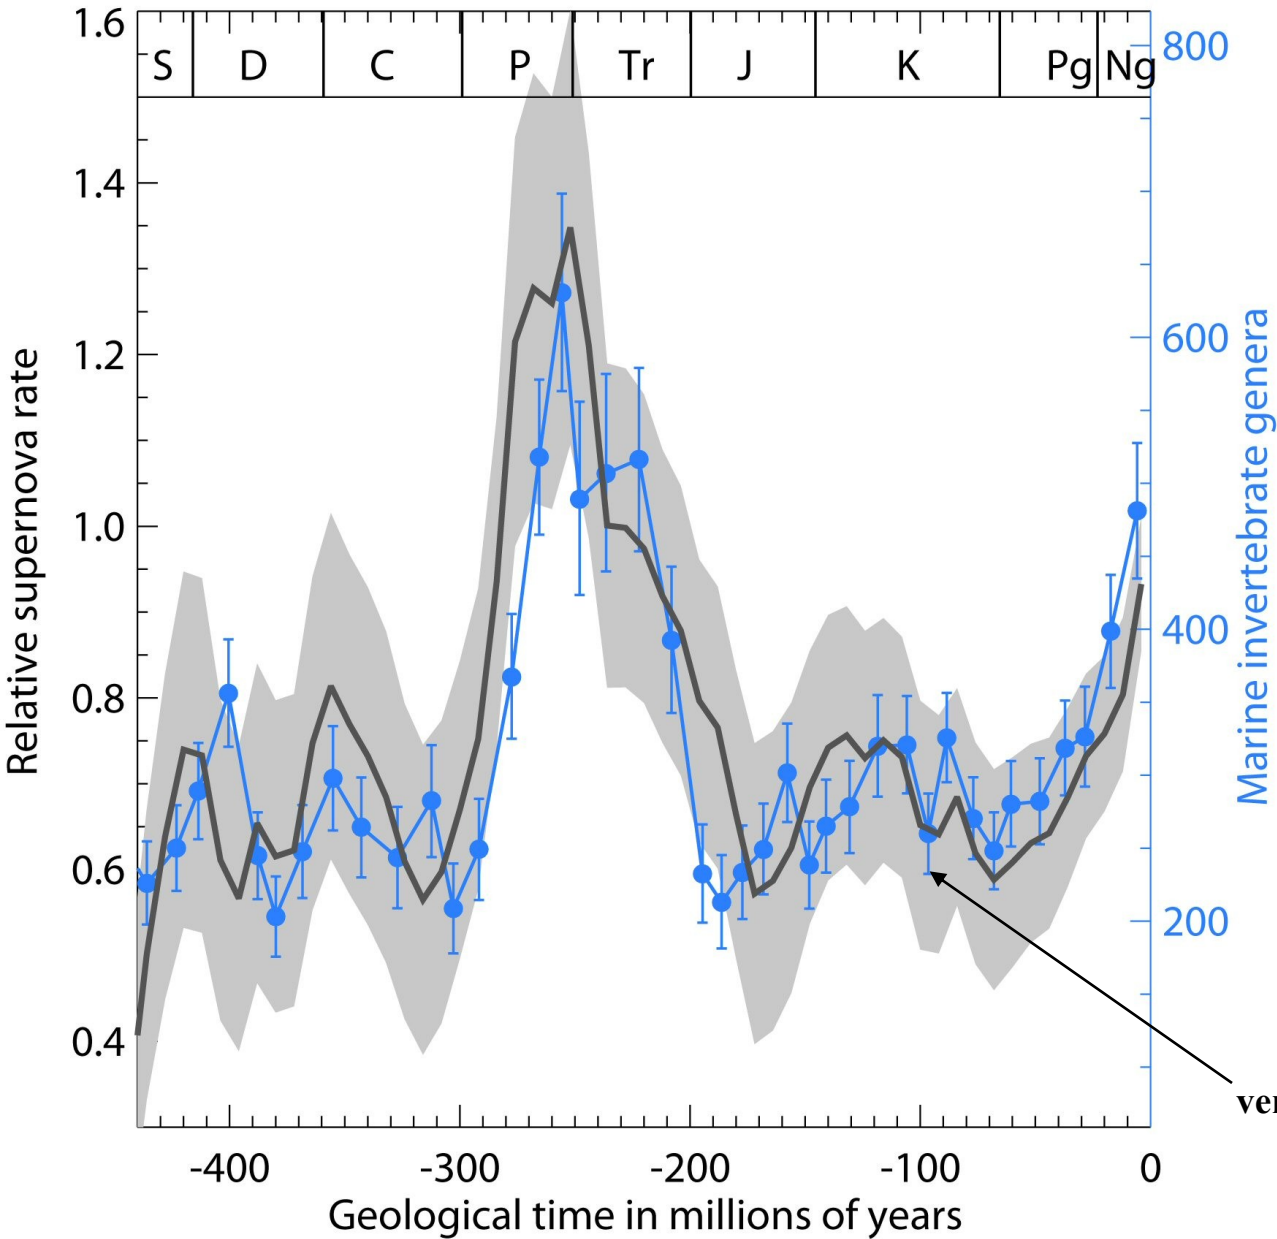 1.6
S D C P Tr J K Pg Ng
800
1.4
1.2
600
1.0
0.8
400
0.6
200
0.4
Relative supernova rate
Marine invertebrate genera
-400 -300 -200 -100 0
Geological time in millions of years